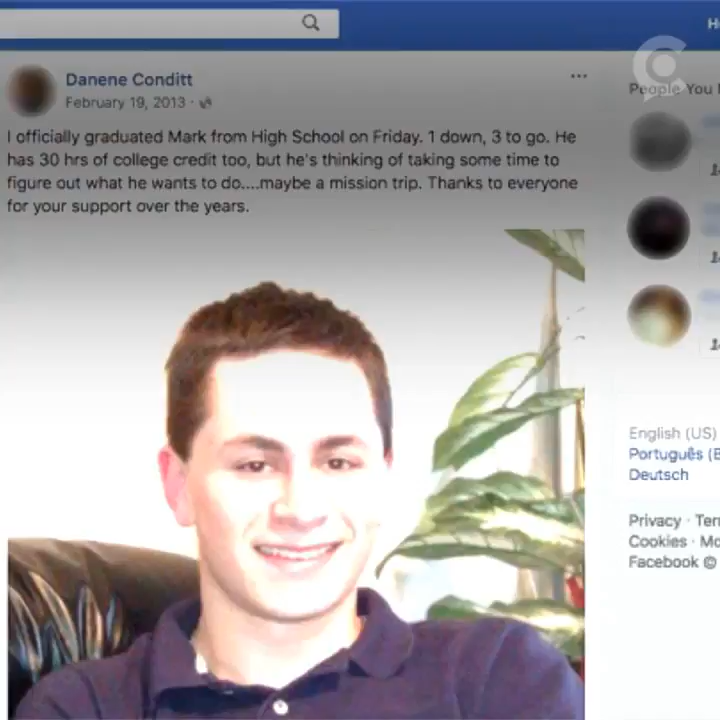 Danene Conditt
February 19, 2013 ·
I officially graduated Mark from High School on Friday. 1 down, 3 to go. He
has 30 hrs of college credit too, but he's thinking of taking some time to
figure out what he wants to do....maybe a mission trip. Thanks to everyone
for your support over the years.
People You
English (US)
Português
Deutsch
Privacy ·
Cookies ·
Facebook ©